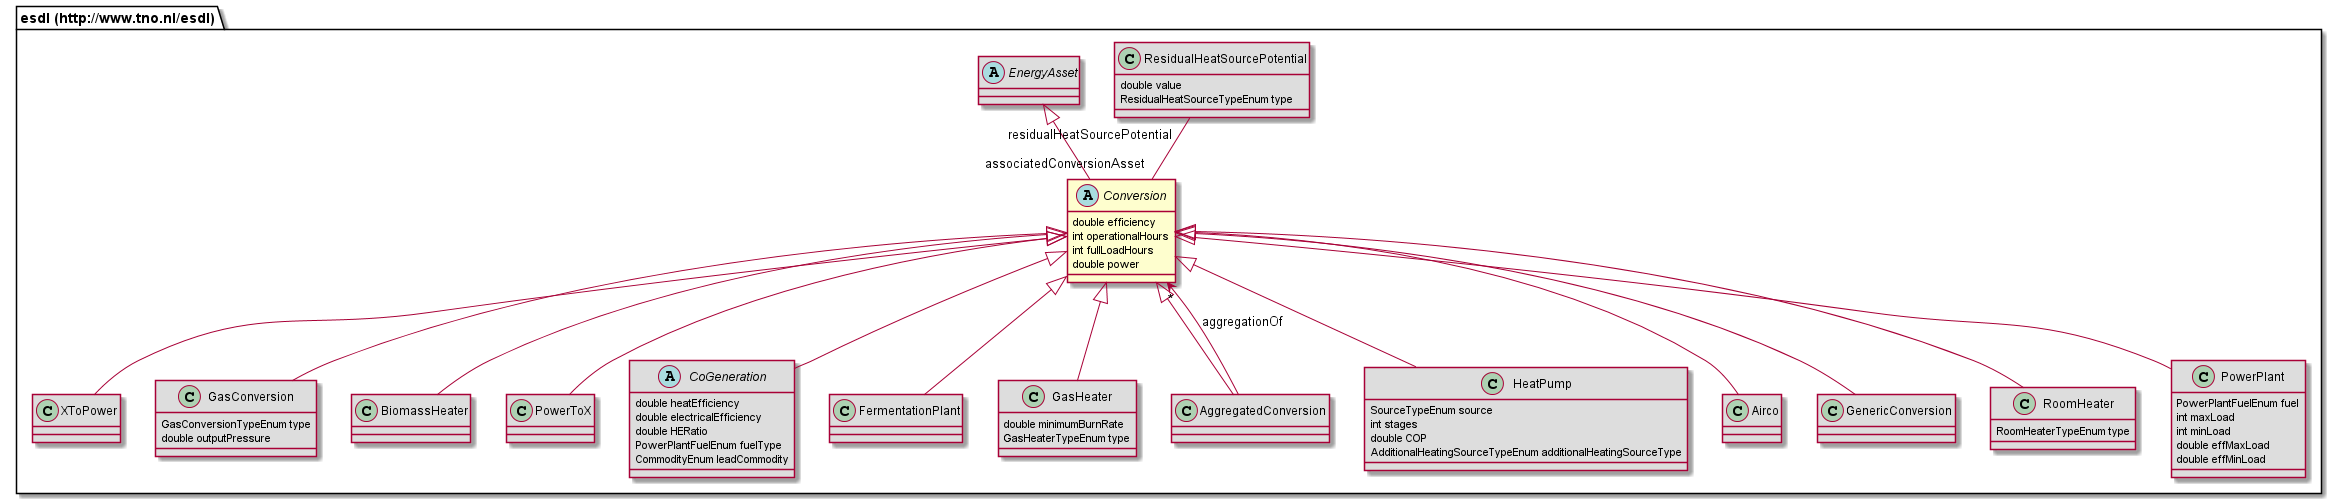 esdl (http://www.tno.nl/esdl)
A EnergyAsset
C ResidualHeatSourcePotential
double value
ResidualHeatSourceTypeEnum type
residualHeatSourcePotential
associatedConversionAsset
A Conversion
double efficiency
int operationalHours
int fullLoadHours
double power
*
aggregationOf
C XToPower
C GasConversion
GasConversionTypeEnum type
double outputPressure
C BiomassHeater
C PowerToX
A CoGeneration
double heatEfficiency
double electricalEfficiency
double HERatio
PowerPlantFuelEnum fuelType
CommodityEnum leadCommodity
C FermentationPlant
C GasHeater
double minimumBurnRate
GasHeaterTypeEnum type
C AggregatedConversion
C HeatPump
SourceTypeEnum source
int stages
double COP
AdditionalHeatingSourceTypeEnum additionalHeatingSourceType
C Airco
C GenericConversion
C RoomHeater
RoomHeaterTypeEnum type
C PowerPlant
PowerPlantFuelEnum fuel
int maxLoad
int minLoad
double effMaxLoad
double effMinLoad